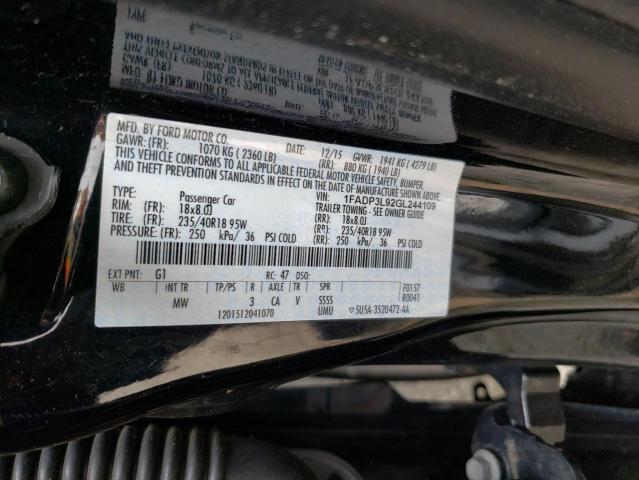 MFD. BY FORD MOTOR CO. DATE: 12/15 GVWR: 1941 KG ( 4279 LB)
GAWR: (FR): 1070 KG ( 2360 LB) (RR): 880 KG ( 1940 LB)
THIS VEHICLE CONFORMS TO ALL APPLICABLE FEDERAL MOTOR VEHICLE SAFETY, BUMPER,
AND THEFT PREVENTION STANDARDS IN EFFECT ON THE DATE OF MANUFACTURE SHOWN ABOVE.
VIN: 1FADP3L92GL244109
TYPE: Passenger Car TRAILER TOWING - SEE OWNER GUIDE
RIM: (FR) 18x8.0J (RR): 18x8.0J
TIRE: (FR) 235/40R18 95W (RR): 235/40R18 95W
PRESSURE: (FR): 250 kPa/ 36 PSI COLD (RR): 250 kPa/ 36 PSI COLD
EXT PNT: G1 RC: 47 DSO: F0157
WB INT TR TP/PS R AXLE TR SPR R0041
MW 3 CA V SSSS
1201512041070 UMU 5USA-3520472-AA